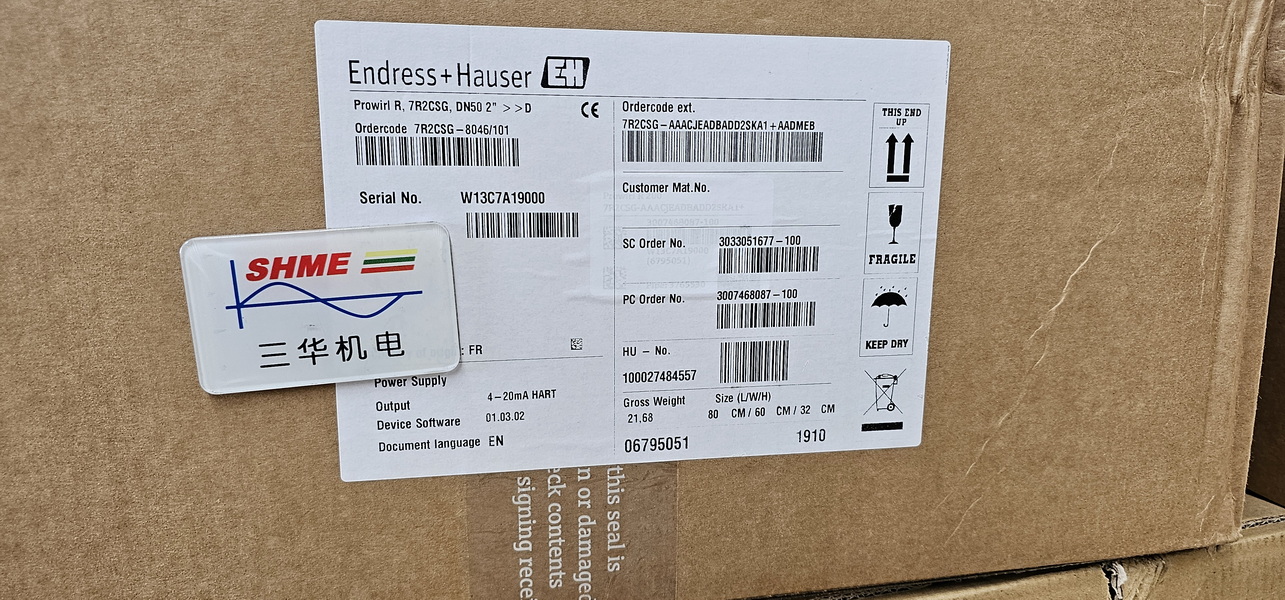 Endress+Hauser EH
Prowirl R, 7R2CSG, DN50 2" >>D
CE
Ordercode 7R2CSG-8046/101
Serial No. W13C7A19000
: FR
Power Supply
Output 4-20mA HART
Device Software 01.03.02
Document language EN
Ordercode ext.
7R2CSG-AAACJEADBADD2SKA1+AADMEB
Customer Mat.No.
SC Order No. 3033051677-100
PC Order No. 3007468087-100
HU - No.
100027484557
Gross Weight
21,68
Size (L/W/H)
80 CM/ 60 CM/ 32 CM
06795051 1910
THIS END
UP
FRAGILE
KEEP DRY
SHME
三华机电
this seal is
n or damaged
eck contents
signing rece